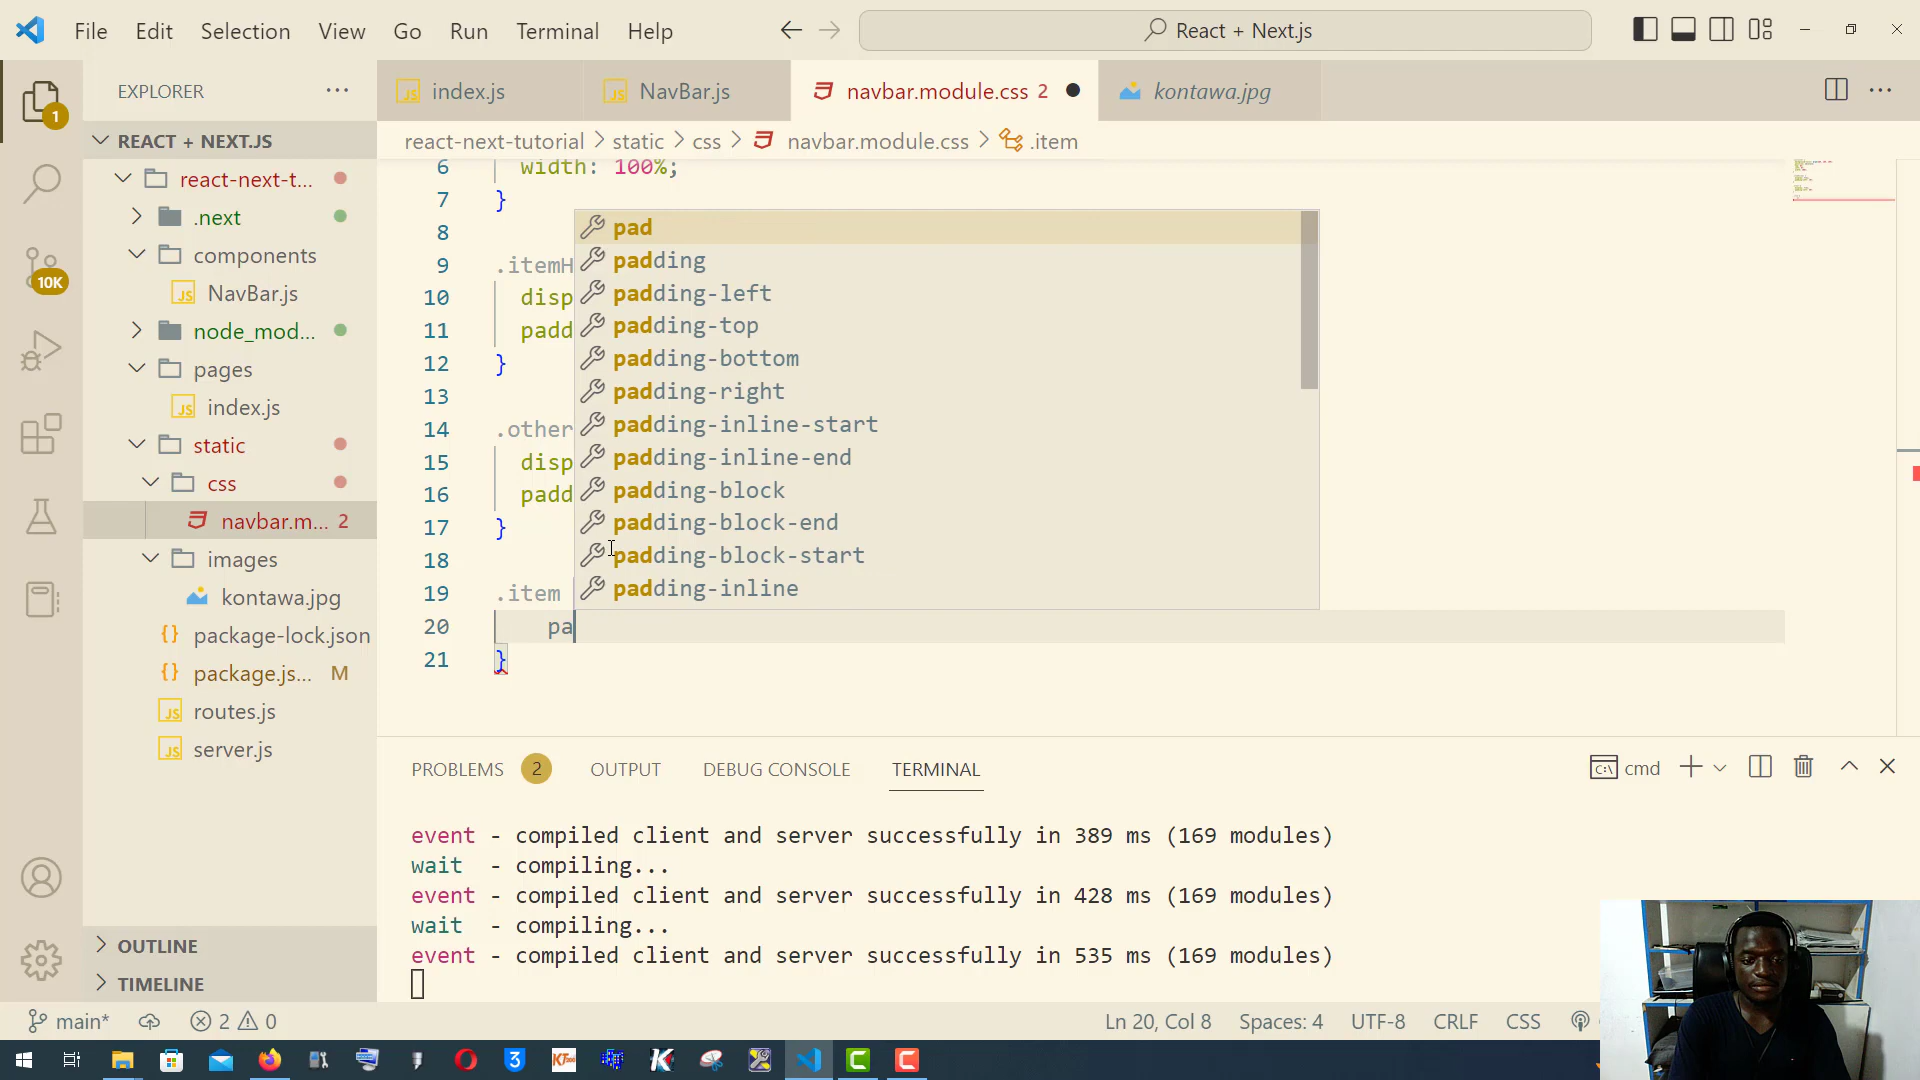 File Edit Selection View Go Run Terminal Help
React + Next.js
EXPLORER
index.js
NavBar.js
navbar.module.css 2
kontawa.jpg
REACT + NEXT.JS
react-next-tutorial > static > css > navbar.module.css > .item
1
10K
react-next-t...
.next
components
NavBar.js
node_mod...
pages
index.js
static
css
navbar.m... 2
images
kontawa.jpg
package-lock.json
package.js... M
routes.js
server.js
OUTLINE
TIMELINE
6 width: 100%;
7 }
8
9 .itemH
10 disp
11 padd
12 }
13
14 .other
15 disp
16 padd
17 }
18
19 .item
20 pa
21 }
pad
padding
padding-left
padding-top
padding-bottom
padding-right
padding-inline-start
padding-inline-end
padding-block
padding-block-end
padding-block-start
padding-inline
PROBLEMS 2 OUTPUT DEBUG CONSOLE TERMINAL
cmd
event - compiled client and server successfully in 389 ms (169 modules)
wait - compiling...
event - compiled client and server successfully in 428 ms (169 modules)
wait - compiling...
event - compiled client and server successfully in 535 ms (169 modules)
main* 2 0
Ln 20, Col 8 Spaces: 4 UTF-8 CRLF CSS